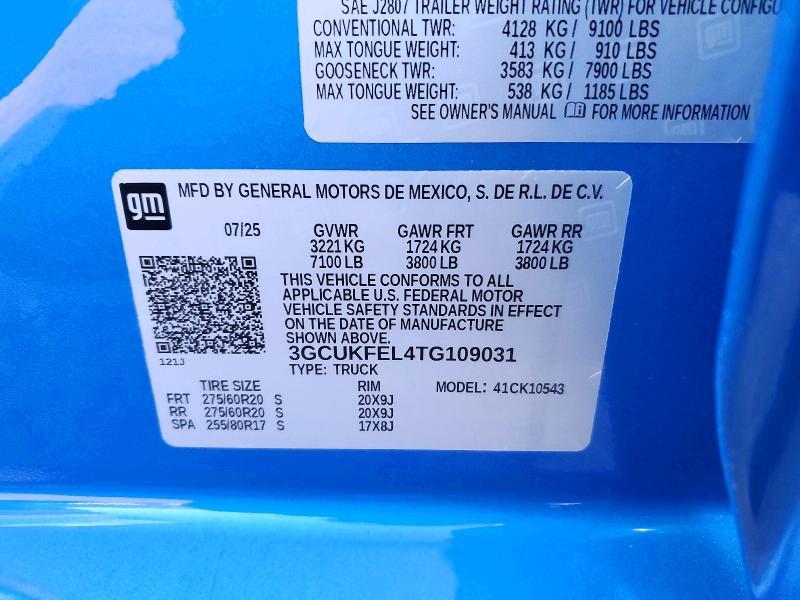 SAE J2807 TRAILER WEIGHT RATING (TWR) FOR VEHICLE CONFIGU
CONVENTIONAL TWR: 4128 KG / 9100 LBS
MAX TONGUE WEIGHT: 413 KG / 910 LBS
GOOSENECK TWR: 3583 KG / 7900 LBS
MAX TONGUE WEIGHT: 538 KG / 1185 LBS
SEE OWNER'S MANUAL FOR MORE INFORMATION
gm
gm MFD BY GENERAL MOTORS DE MEXICO, S. DE R.L. DE C.V.
07/25 GVWR GAWR FRT GAWR RR
3221 KG 1724 KG 1724 KG
7100 LB 3800 LB 3800 LB
THIS VEHICLE CONFORMS TO ALL
APPLICABLE U.S. FEDERAL MOTOR
VEHICLE SAFETY STANDARDS IN EFFECT
ON THE DATE OF MANUFACTURE
SHOWN ABOVE.
3GCUKFEL4TG109031
121J
TYPE: TRUCK
TIRE SIZE RIM MODEL: 41CK10543
FRT 275/60R20 S 20X9J
RR 275/60R20 S 20X9J
SPA 255/80R17 S 17X8J